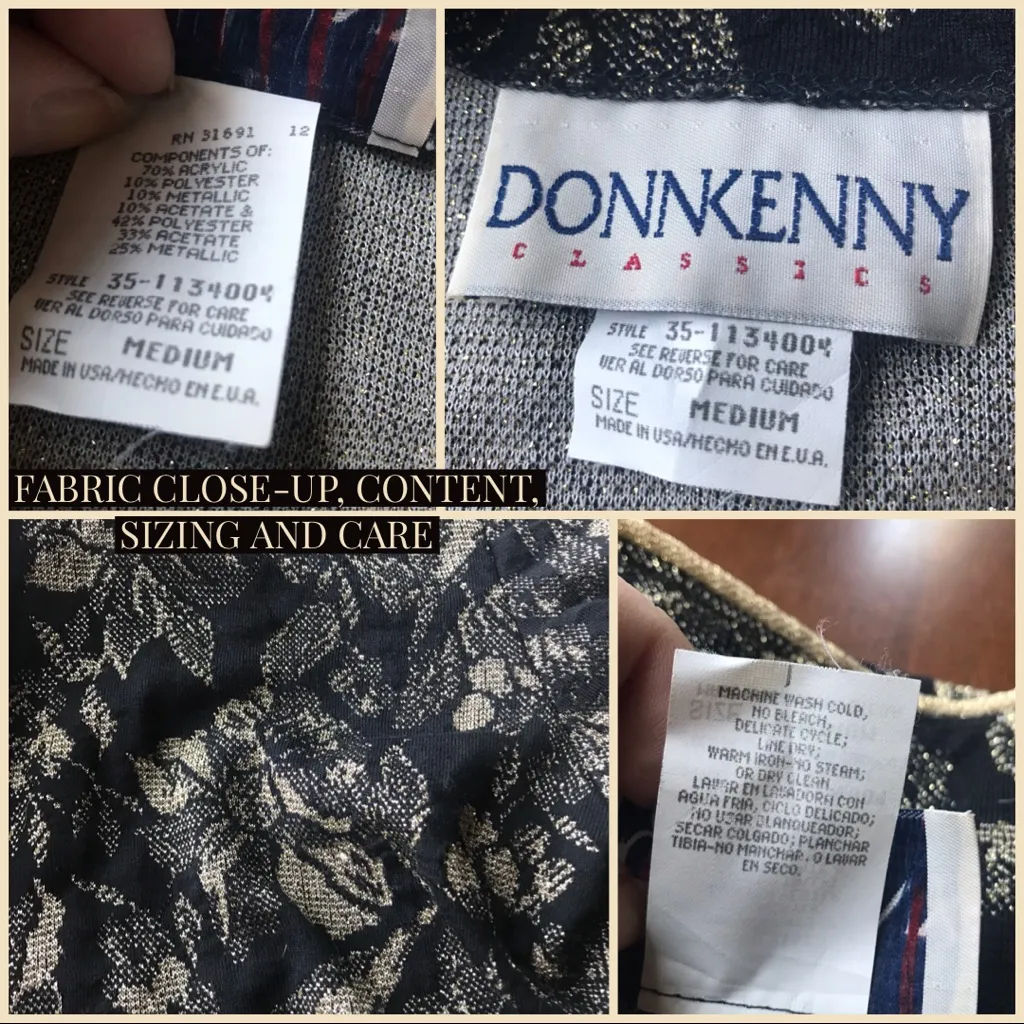 RN 31691 12
COMPONENTS OF:
70% ACRYLIC
10% POLYESTER
10% METALLIC
10% ACETATE &
42% POLYESTER
33% ACETATE
25% METALLIC
STYLE 35-1134004
SEE REVERSE FOR CARE
VER AL DORSO PARA CUIDADO
SIZE MEDIUM
MADE IN USA/HECHO EN E.U.A.
DONNKENNY
CLASSICS
STYLE 35-1134004
SEE REVERSE FOR CARE
VER AL DORSO PARA CUIDADO
SIZE MEDIUM
MADE IN USA/HECHO EN E.U.A.
FABRIC CLOSE-UP, CONTENT,
SIZING AND CARE
MACHINE WASH COLD,
NO BLEACH,
DELICATE CYCLE;
LINE DRY;
WARM IRON-NO STEAM;
OR DRY CLEAN
LAVAR EN LAVADORA CON
AGUA FRIA, CICLO DELICADO;
NO USAR BLANQUEADOR;
SECAR COLGADO; PLANCHAR
TIBIA-NO MANCHAR, O LAVAR
EN SECO.